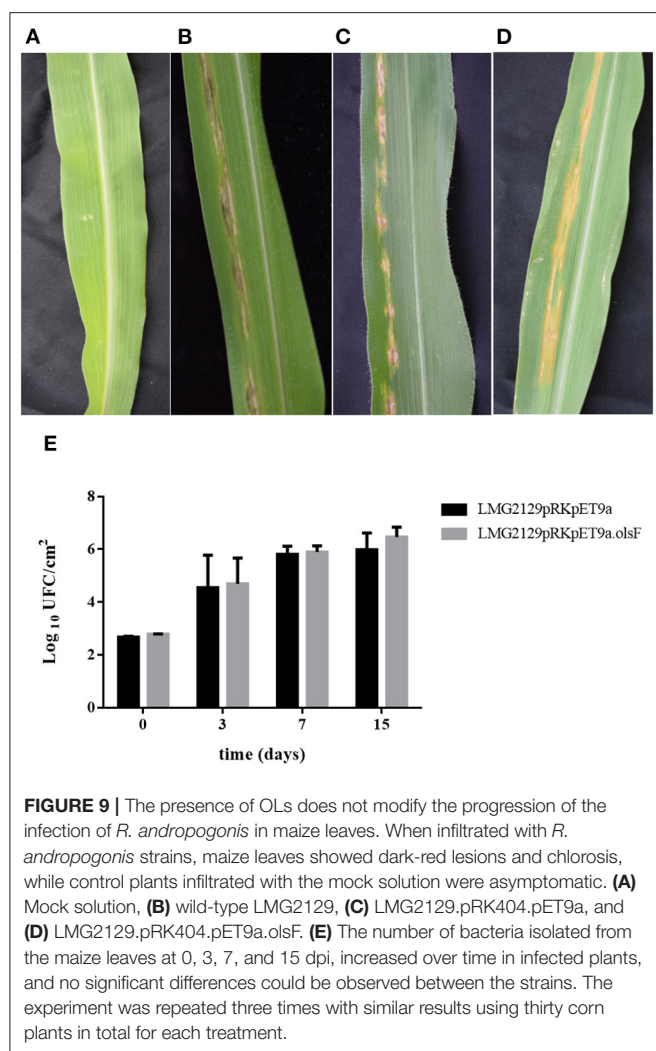 A
B
C
D
E
8
6
4
2
0
Log 10 UFC/cm2
0
3
7
15
time (days)
LMG2129pRKpET9a
LMG2129pRKpET9a.olsF
FIGURE 9 | The presence of OLs does not modify the progression of the
infection of R. andropogonis in maize leaves. When infiltrated with R.
andropogonis strains, maize leaves showed dark-red lesions and chlorosis,
while control plants infiltrated with the mock solution were asymptomatic. (A)
Mock solution, (B) wild-type LMG2129, (C) LMG2129.pRK404.pET9a, and
(D) LMG2129.pRK404.pET9a.olsF. (E) The number of bacteria isolated from
the maize leaves at 0, 3, 7, and 15 dpi, increased over time in infected plants,
and no significant differences could be observed between the strains. The
experiment was repeated three times with similar results using thirty corn
plants in total for each treatment.